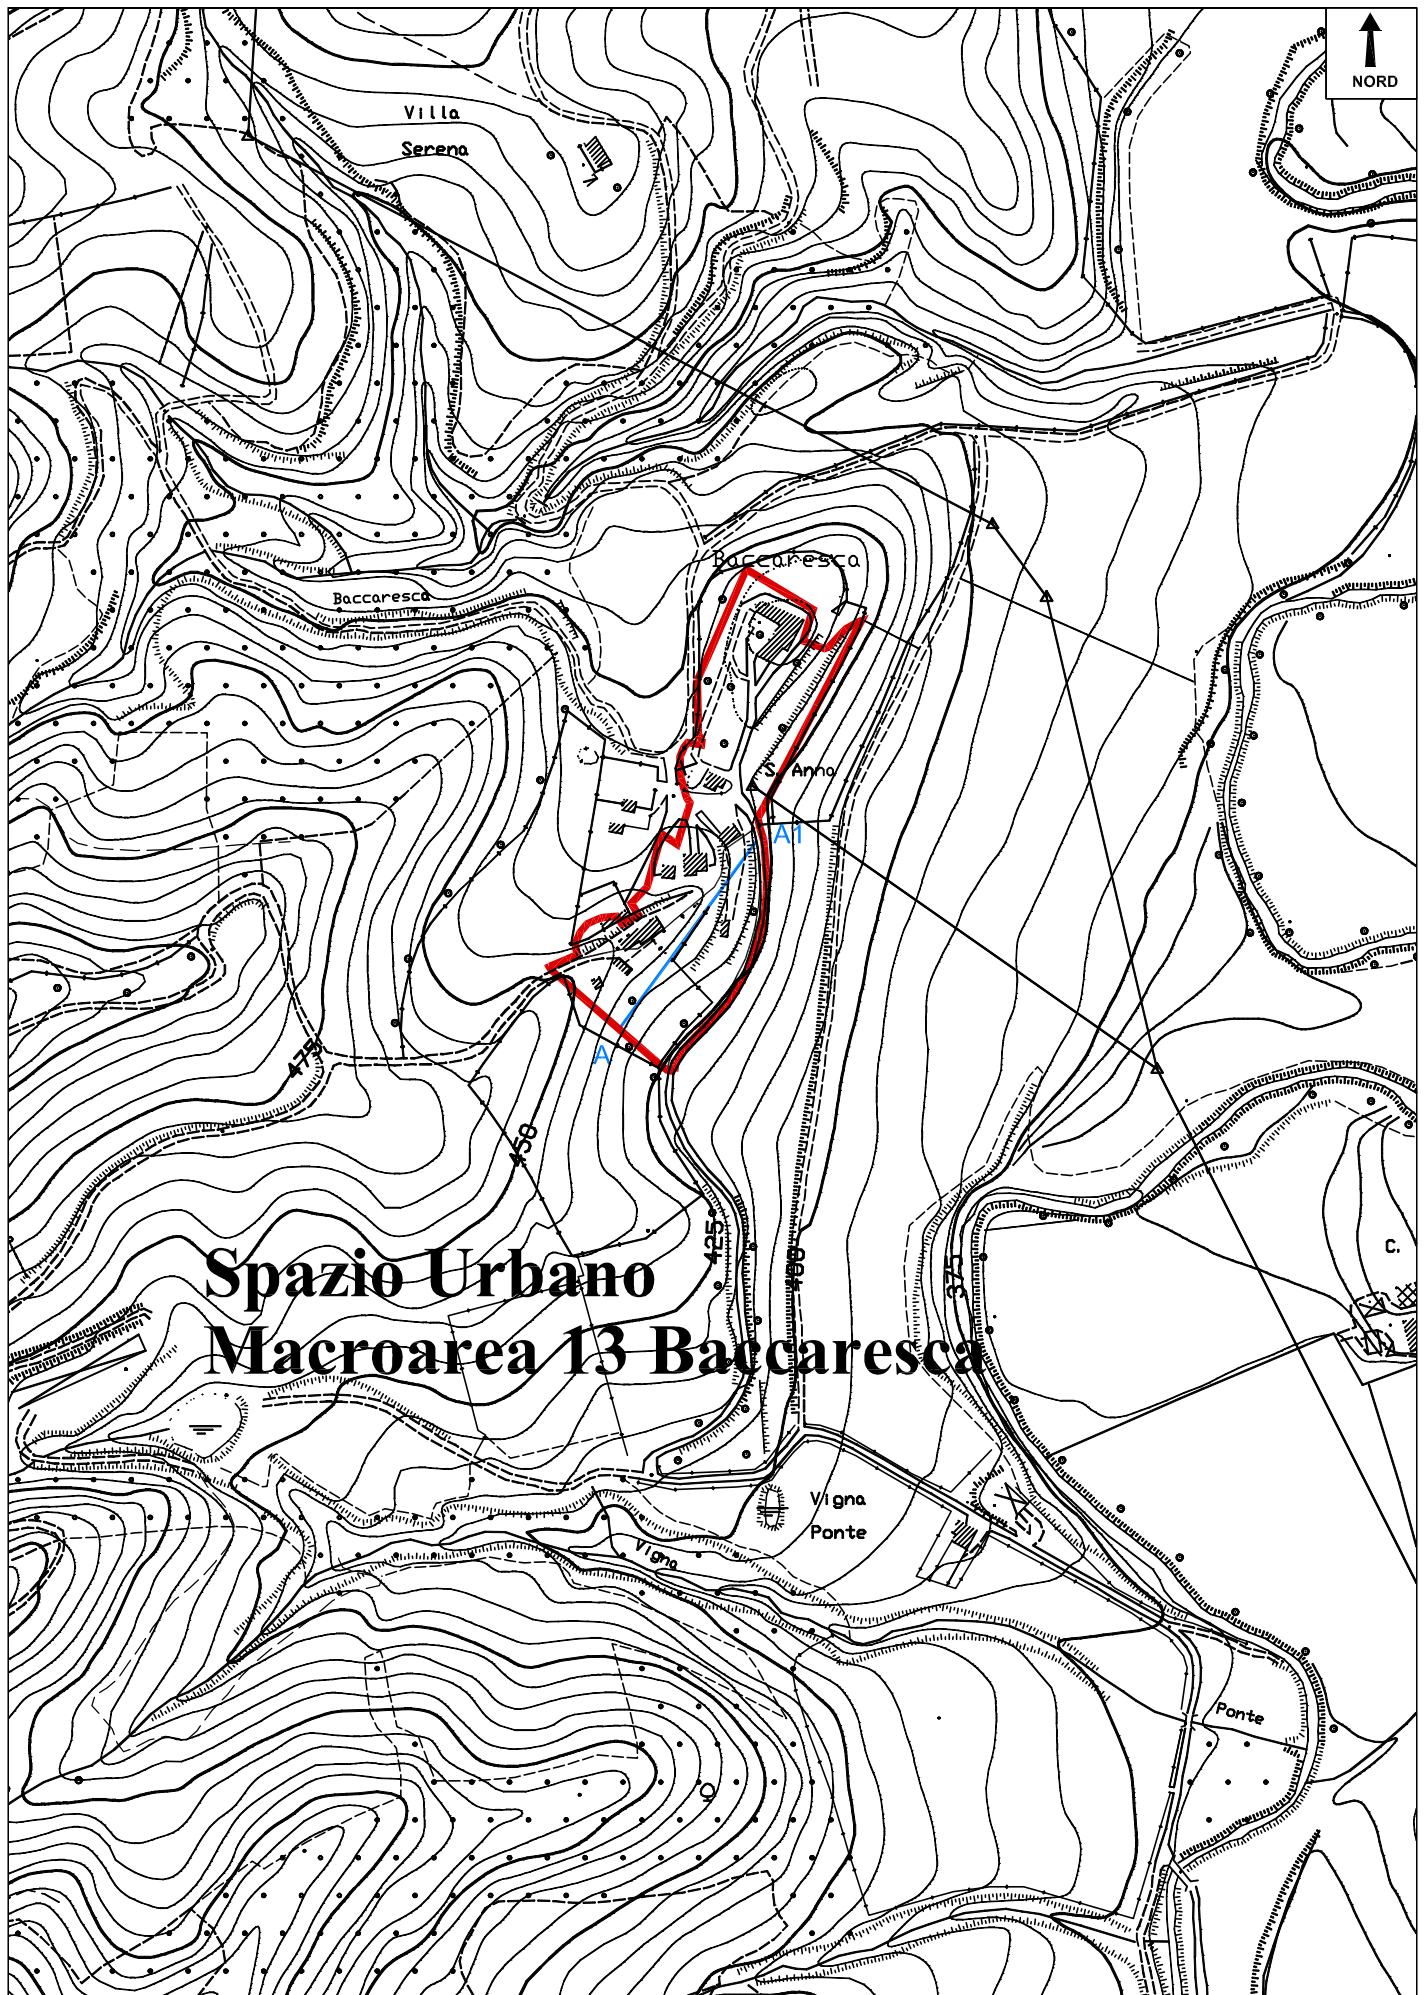 NORD
Villa
Serena
Baccaresca
Baccaresca
S. Anna
A1
A
475
450
425
400
375
C.
Spazio Urbano
Macroarea 13 Baccaresca
Vigna
Ponte
Vigna
Ponte